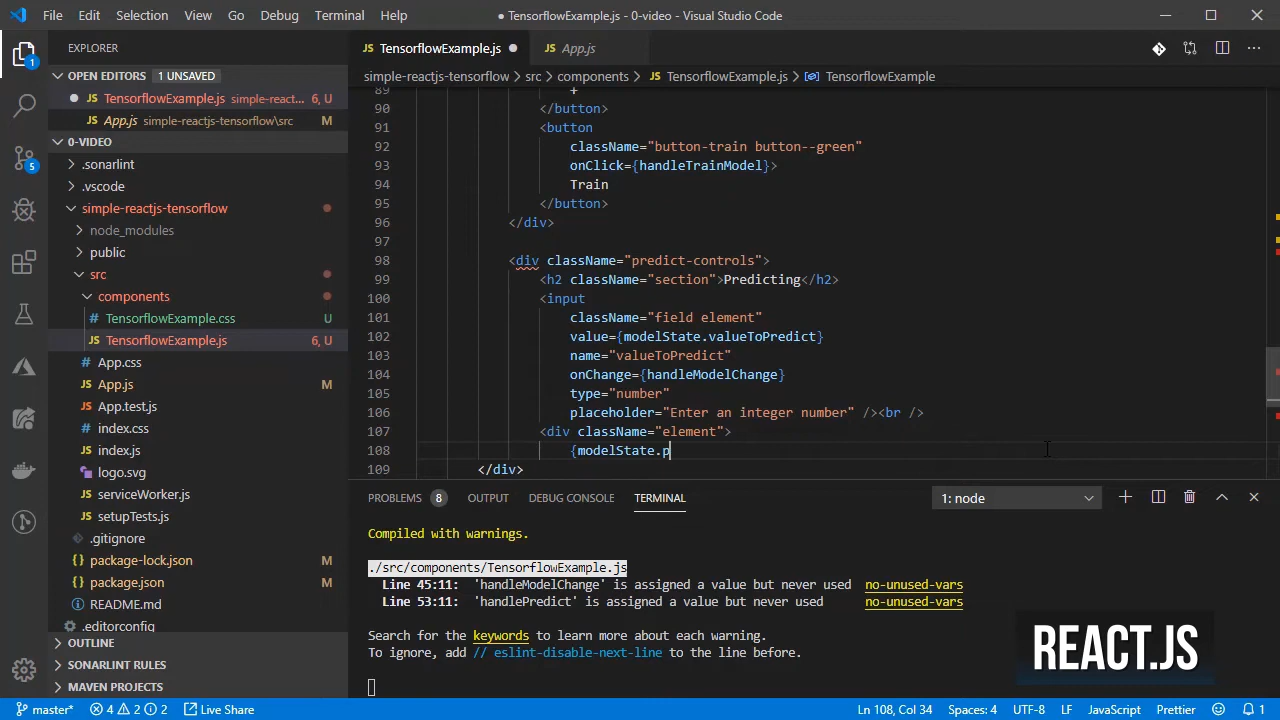 File Edit Selection View Go Debug Terminal Help
● TensorflowExample.js - 0-video - Visual Studio Code
EXPLORER
OPEN EDITORS 1 UNSAVED
● JS TensorflowExample.js simple-react... 6, U
JS App.js simple-reactjs-tensorflow\src M
0-VIDEO
.sonarlint
.vscode
simple-reactjs-tensorflow
node_modules
public
src
components
# TensorflowExample.css U
JS TensorflowExample.js 6, U
# App.css
JS App.js M
JS App.test.js
# index.css
JS index.js
logo.svg
JS serviceWorker.js
JS setupTests.js
.gitignore
{} package-lock.json M
{} package.json M
README.md
.editorconfig
OUTLINE
SONARLINT RULES
MAVEN PROJECTS
1
5
JS TensorflowExample.js ●
JS App.js
simple-reactjs-tensorflow > src > components > JS TensorflowExample.js > TensorflowExample
89 +
90 </button>
91 <button
92 className="button-train button--green"
93 onClick={handleTrainModel}>
94 Train
95 </button>
96 </div>
97
98 <div className="predict-controls">
99 <h2 className="section">Predicting</h2>
100 <input
101 className="field element"
102 value={modelState.valueToPredict}
103 name="valueToPredict"
104 onChange={handleModelChange}
105 type="number"
106 placeholder="Enter an integer number" /><br />
107 <div className="element">
108 {modelState.p
109 </div>
PROBLEMS 8 OUTPUT DEBUG CONSOLE TERMINAL 1: node
Compiled with warnings.
./src/components/TensorflowExample.js
Line 45:11: 'handleModelChange' is assigned a value but never used no-unused-vars
Line 53:11: 'handlePredict' is assigned a value but never used no-unused-vars
Search for the keywords to learn more about each warning.
To ignore, add // eslint-disable-next-line to the line before.
REACT.JS
master* 4 2 2 Live Share Ln 108, Col 34 Spaces: 4 UTF-8 LF JavaScript Prettier 1